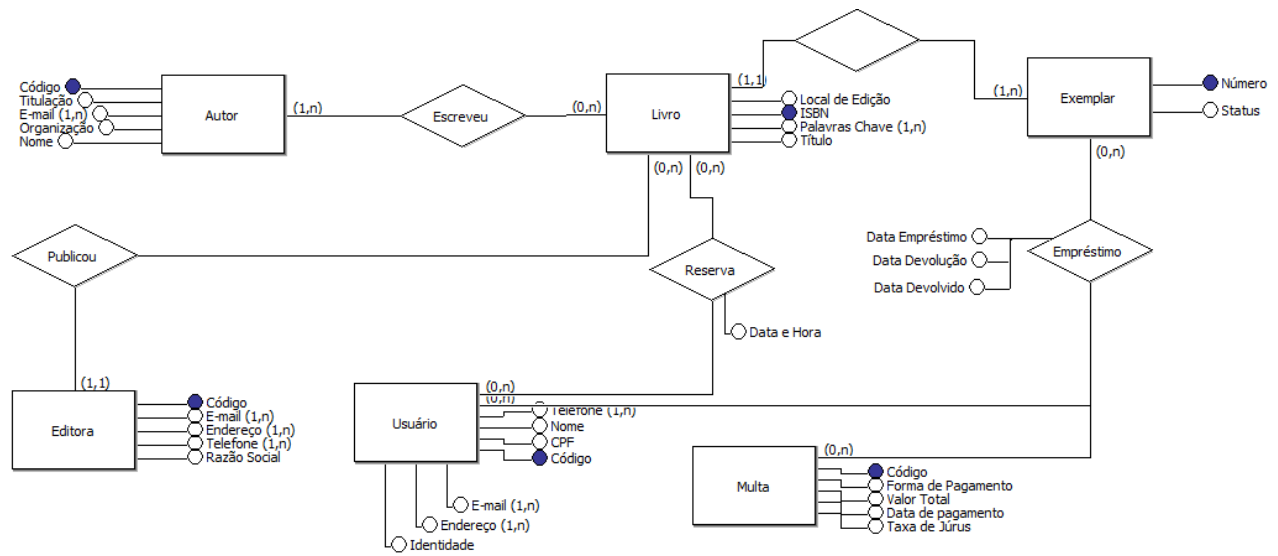 Código
Titulação
E-mail (1,n)
Organização
Nome
Autor
(1,n)
Escreveu
(0,n)
Livro
(1,1)
Local de Edição
ISBN
Palavras Chave (1,n)
Título
(1,n)
Exemplar
Número
Status
(0,n)
(0,n)
(0,n)
Publicou
Reserva
Data e Hora
Data Empréstimo
Data Devolução
Data Devolvido
Empréstimo
(1,1)
Editora
Código
E-mail (1,n)
Endereço (1,n)
Telefone (1,n)
Razão Social
Usuário
(0,n)
(0,n)
Telefone (1,n)
Nome
CPF
Código
E-mail (1,n)
Endereço (1,n)
Identidade
(0,n)
Multa
Código
Forma de Pagamento
Valor Total
Data de pagamento
Taxa de Júrus